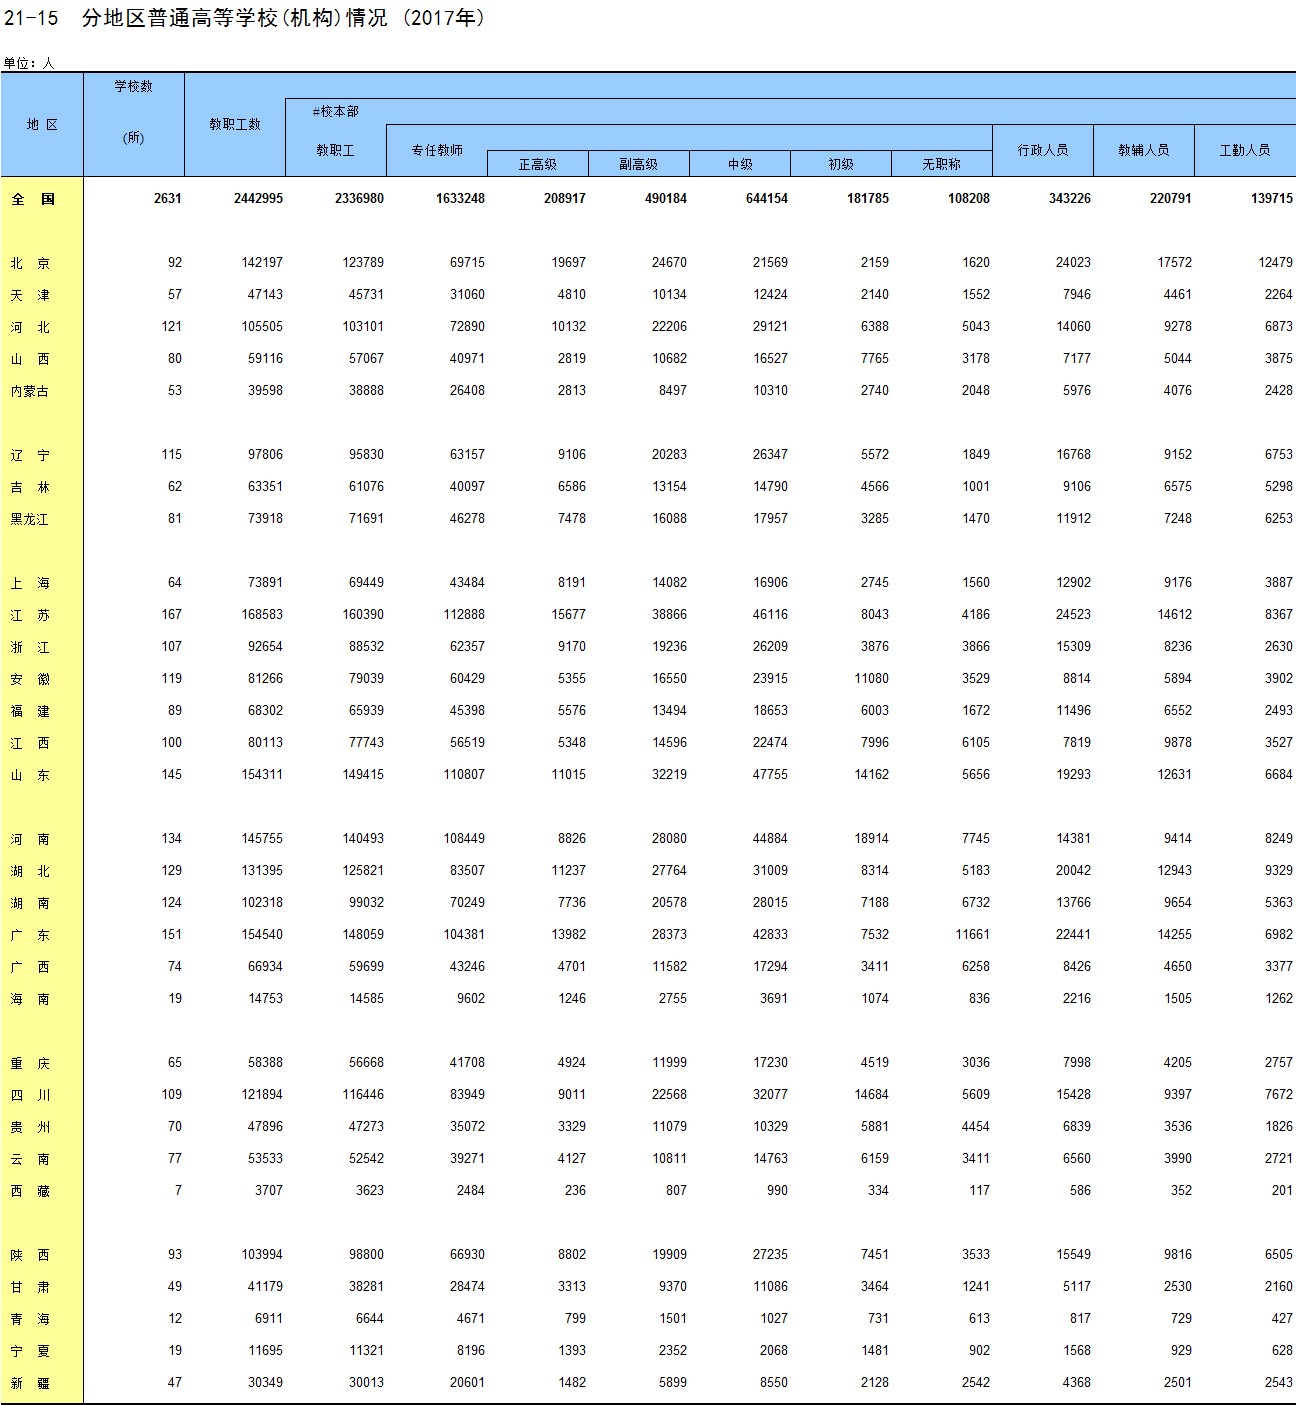 21-15 分地区普通高等学校(机构)情况 (2017年)
单位：人
地 区 学校数 (所) 教职工数 #校本部 教职工 专任教师 正高级 副高级 中级 初级 无职称 行政人员 教辅人员 工勤人员
全 国 2631 2442995 2336980 1633248 208917 490184 644154 181785 108208 343226 220791 139715
北 京 92 142197 123789 69715 19697 24670 21569 2159 1620 24023 17572 12479
天 津 57 47143 45731 31060 4810 10134 12424 2140 1552 7946 4461 2264
河 北 121 105505 103101 72890 10132 22206 29121 6388 5043 14060 9278 6873
山 西 80 59116 57067 40971 2819 10682 16527 7765 3178 7177 5044 3875
内蒙古 53 39598 38888 26408 2813 8497 10310 2740 2048 5976 4076 2428
辽 宁 115 97806 95830 63157 9106 20283 26347 5572 1849 16768 9152 6753
吉 林 62 63351 61076 40097 6586 13154 14790 4566 1001 9106 6575 5298
黑龙江 81 73918 71691 46278 7478 16088 17957 3285 1470 11912 7248 6253
上 海 64 73891 69449 43484 8191 14082 16906 2745 1560 12902 9176 3887
江 苏 167 168583 160390 112888 15677 38866 46116 8043 4186 24523 14612 8367
浙 江 107 92654 88532 62357 9170 19236 26209 3876 3866 15309 8236 2630
安 徽 119 81266 79039 60429 5355 16550 23915 11080 3529 8814 5894 3902
福 建 89 68302 65939 45398 5576 13494 18653 6003 1672 11496 6552 2493
江 西 100 80113 77743 56519 5348 14596 22474 7996 6105 7819 9878 3527
山 东 145 154311 149415 110807 11015 32219 47755 14162 5656 19293 12631 6684
河 南 134 145755 140493 108449 8826 28080 44884 18914 7745 14381 9414 8249
湖 北 129 131395 125821 83507 11237 27764 31009 8314 5183 20042 12943 9329
湖 南 124 102318 99032 70249 7736 20578 28015 7188 6732 13766 9654 5363
广 东 151 154540 148059 104381 13982 28373 42833 7532 11661 22441 14255 6982
广 西 74 66934 59699 43246 4701 11582 17294 3411 6258 8426 4650 3377
海 南 19 14753 14585 9602 1246 2755 3691 1074 836 2216 1505 1262
重 庆 65 58388 56668 41708 4924 11999 17230 4519 3036 7998 4205 2757
四 川 109 121894 116446 83949 9011 22568 32077 14684 5609 15428 9397 7672
贵 州 70 47896 47273 35072 3329 11079 10329 5881 4454 6839 3536 1826
云 南 77 53533 52542 39271 4127 10811 14763 6159 3411 6560 3990 2721
西 藏 7 3707 3623 2484 236 807 990 334 117 586 352 201
陕 西 93 103994 98800 66930 8802 19909 27235 7451 3533 15549 9816 6505
甘 肃 49 41179 38281 28474 3313 9370 11086 3464 1241 5117 2530 2160
青 海 12 6911 6644 4671 799 1501 1027 731 613 817 729 427
宁 夏 19 11695 11321 8196 1393 2352 2068 1481 902 1568 929 628
新 疆 47 30349 30013 20601 1482 5899 8550 2128 2542 4368 2501 2543